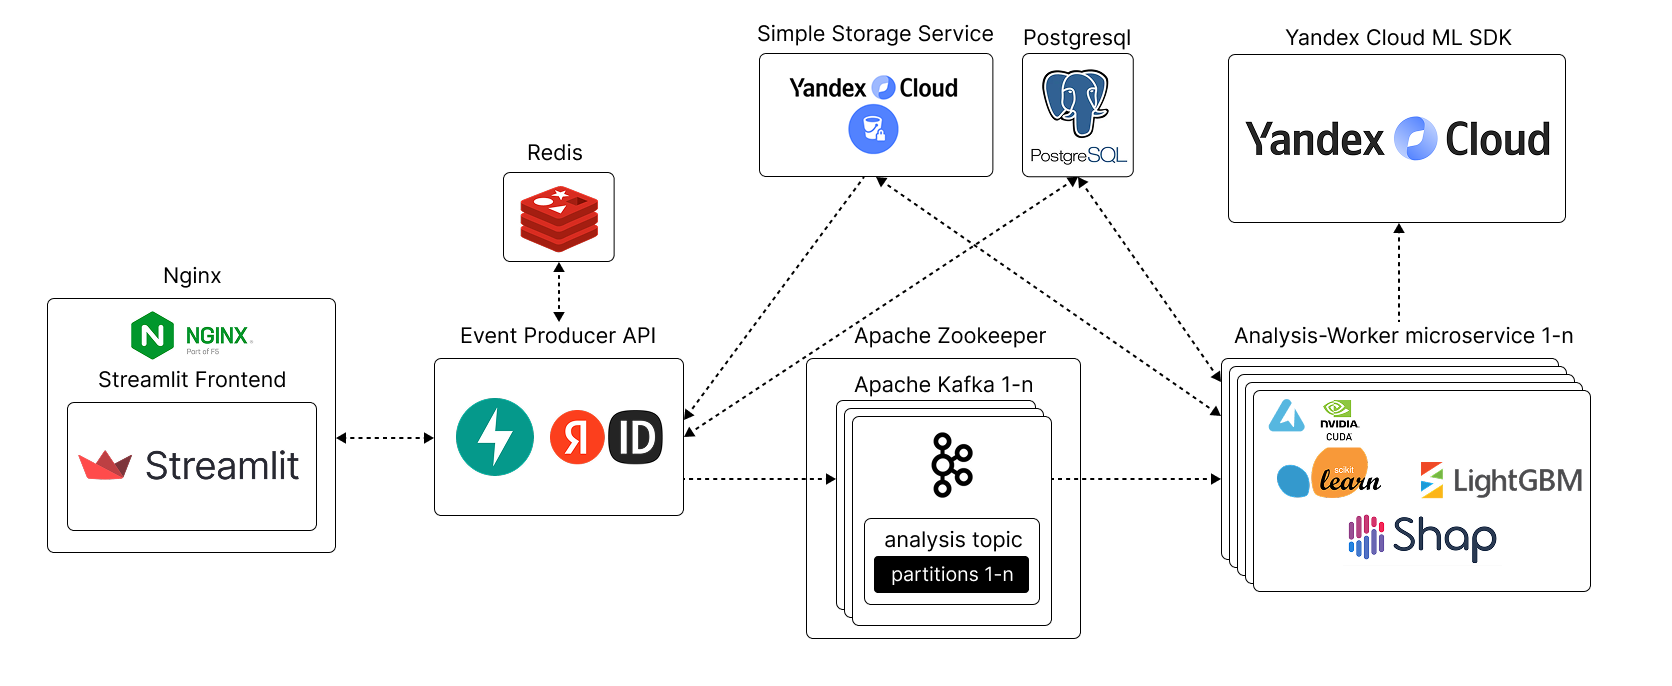 Simple Storage Service
Yandex Cloud
Postgresql
PostgreSQL
Yandex Cloud ML SDK
Yandex Cloud
Redis
Nginx
NGINX
Part of F5
Streamlit Frontend
Streamlit
Event Producer API
Я ID
Apache Zookeeper
Apache Kafka 1-n
analysis topic
partitions 1-n
Analysis-Worker microservice 1-n
NVIDIA
CUDA
scikit
learn
LightGBM
Shap